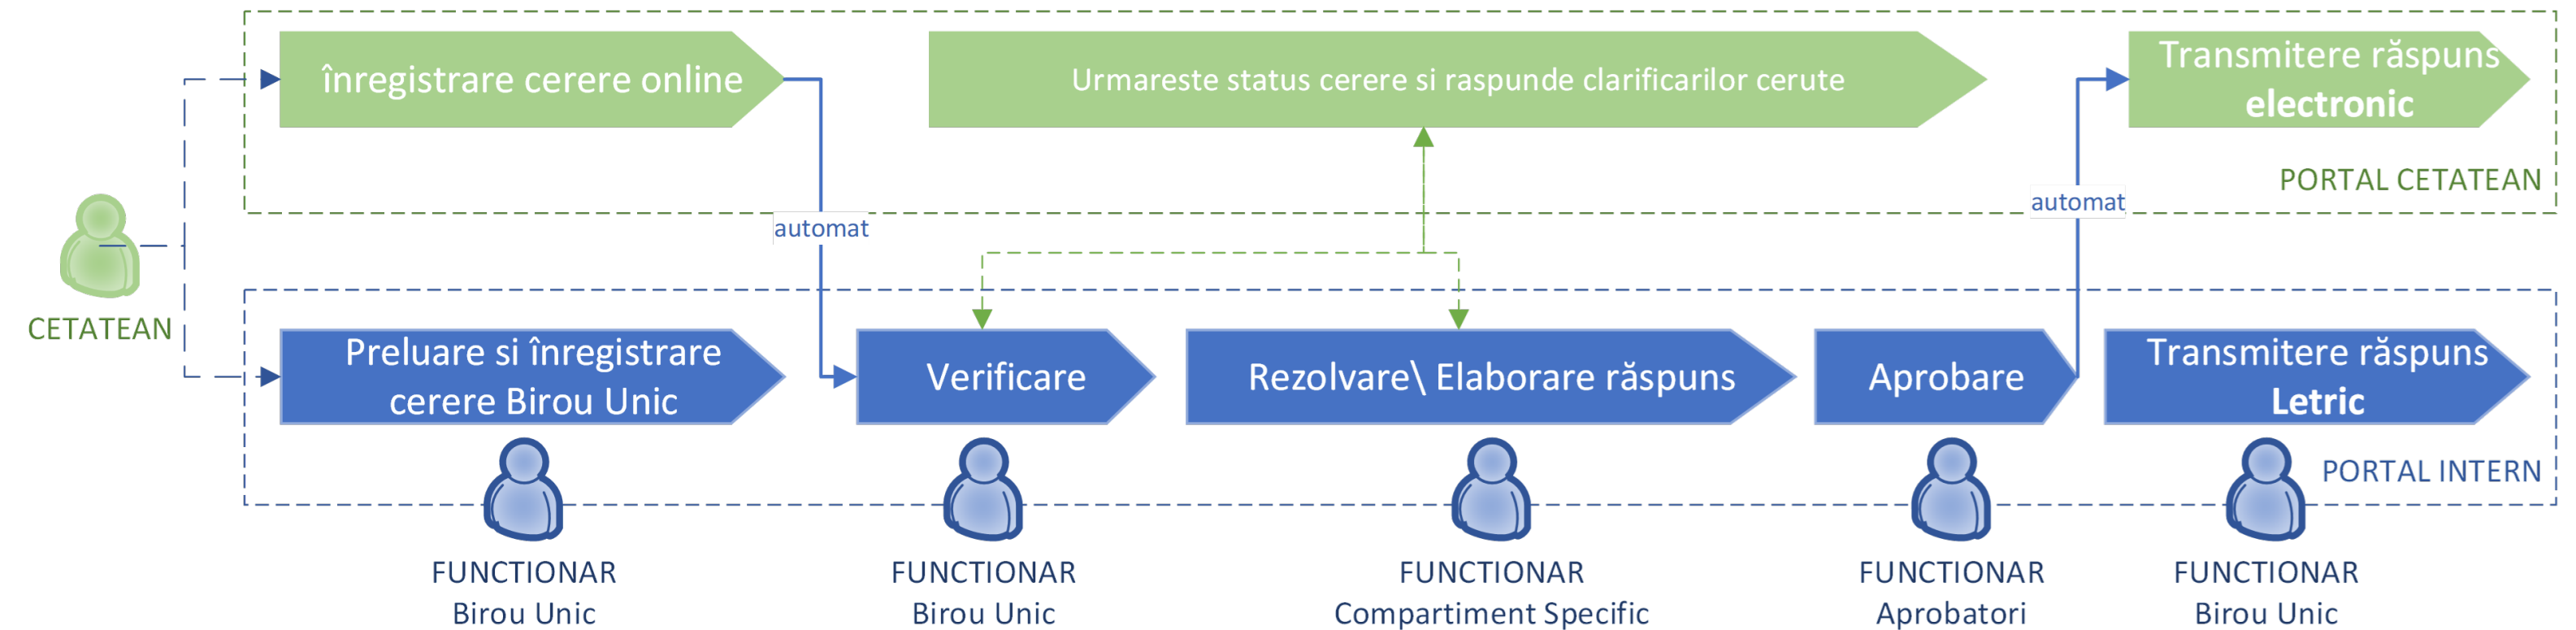 înregistrare cerere online
Urmareste status cerere si raspunde clarificarilor cerute
Transmitere răspuns
electronic
PORTAL CETATEAN
automat
automat
CETATEAN
Preluare si înregistrare
cerere Birou Unic
Verificare
Rezolvare\ Elaborare răspuns
Aprobare
Transmitere răspuns
Letric
PORTAL INTERN
FUNCTIONAR
Birou Unic
FUNCTIONAR
Birou Unic
FUNCTIONAR
Compartiment Specific
FUNCTIONAR
Aprobatori
FUNCTIONAR
Birou Unic